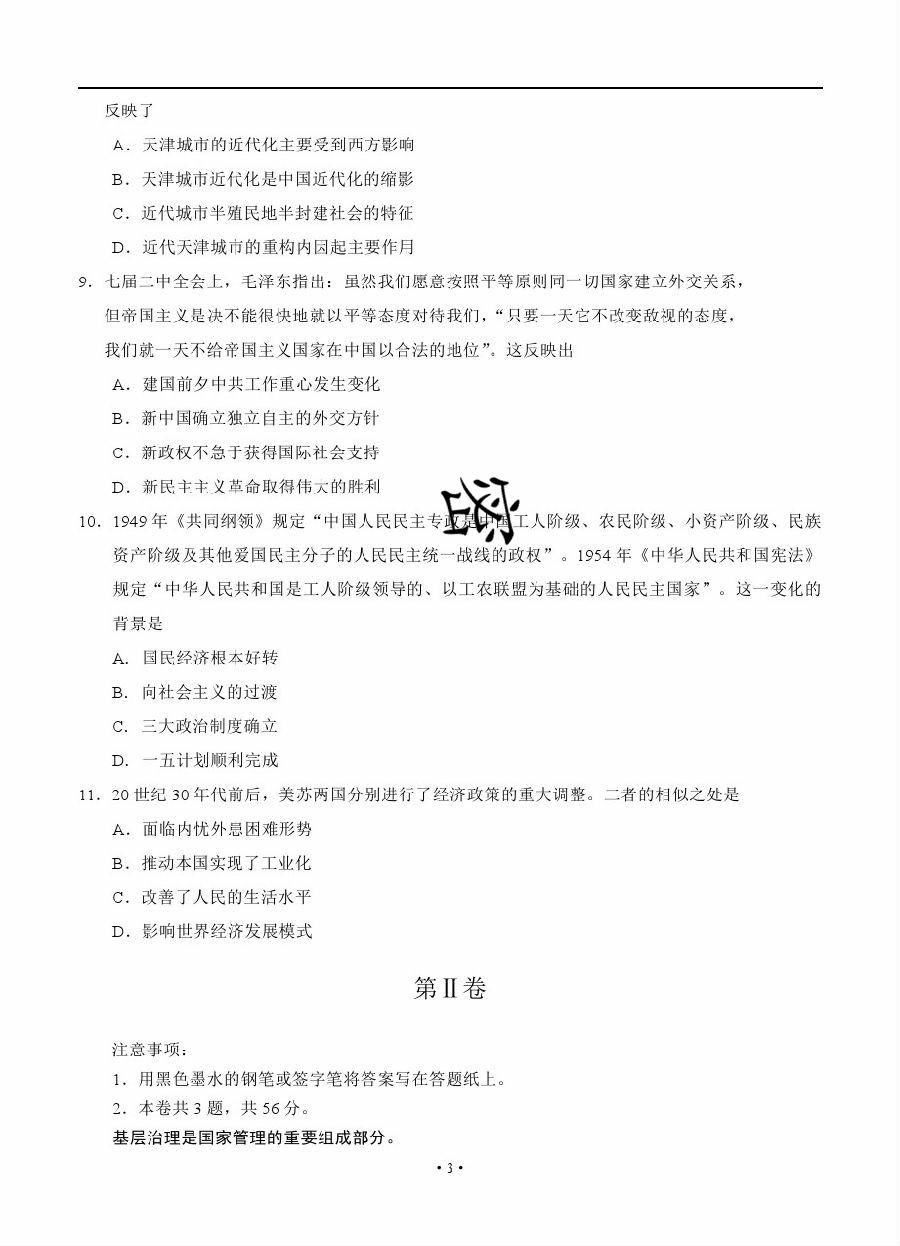 反映了
A．天津城市的近代化主要受到西方影响
B．天津城市近代化是中国近代化的缩影
C．近代城市半殖民地半封建社会的特征
D．近代天津城市的重构内因起主要作用
9．七届二中全会上，毛泽东指出：虽然我们愿意按照平等原则同一切国家建立外交关系，
但帝国主义是决不能很快地就以平等态度对待我们，“只要一天它不改变敌视的态度，
我们就一天不给帝国主义国家在中国以合法的地位”。这反映出
A．建国前夕中共工作重心发生变化
B．新中国确立独立自主的外交方针
C．新政权不急于获得国际社会支持
D．新民主主义革命取得伟大的胜利
10．1949 年《共同纲领》规定“中国人民民主专政是中国工人阶级、农民阶级、小资产阶级、民族
资产阶级及其他爱国民主分子的人民民主统一战线的政权”。1954 年《中华人民共和国宪法》
规定“中华人民共和国是工人阶级领导的、以工农联盟为基础的人民民主国家”。这一变化的
背景是
A．国民经济根本好转
B．向社会主义的过渡
C．三大政治制度确立
D．一五计划顺利完成
11．20 世纪 30 年代前后，美苏两国分别进行了经济政策的重大调整。二者的相似之处是
A．面临内忧外患困难形势
B．推动本国实现了工业化
C．改善了人民的生活水平
D．影响世界经济发展模式
第Ⅱ卷
注意事项：
1．用黑色墨水的钢笔或签字笔将答案写在答题纸上。
2．本卷共 3 题，共 56 分。
基层治理是国家管理的重要组成部分。
·3·